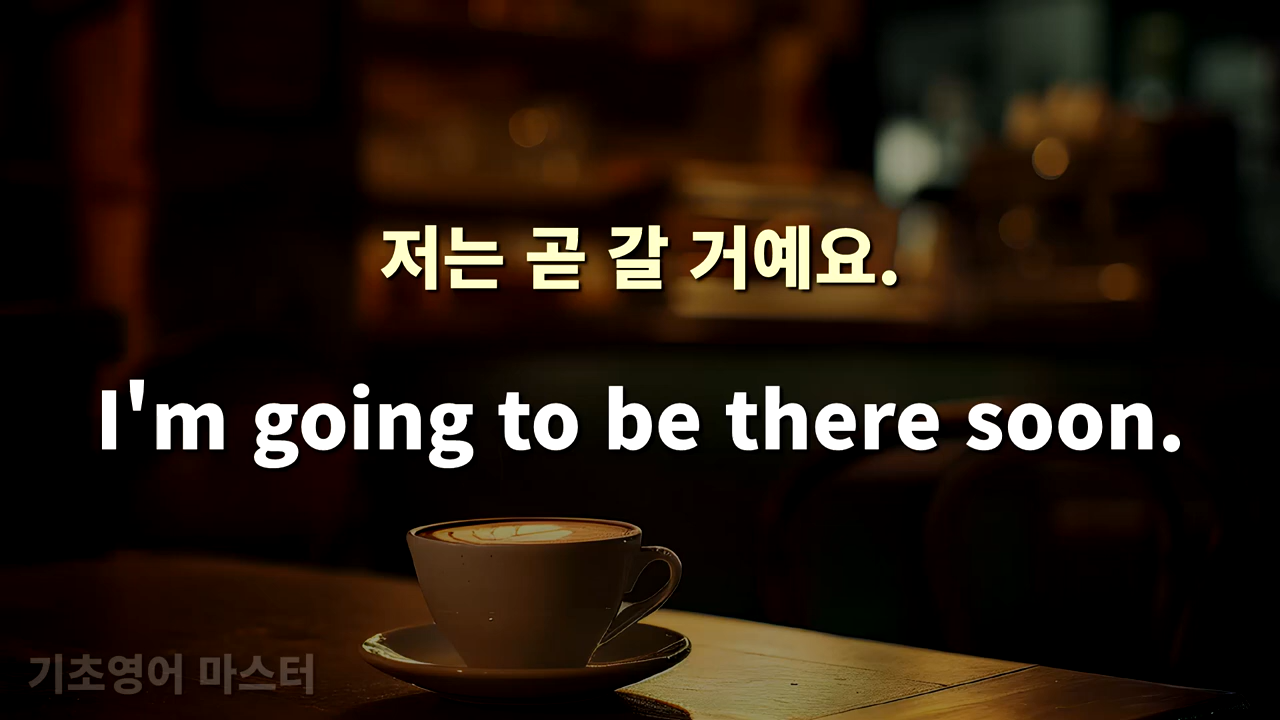 저는 곧 갈 거예요.
I'm going to be there soon.
기초영어 마스터